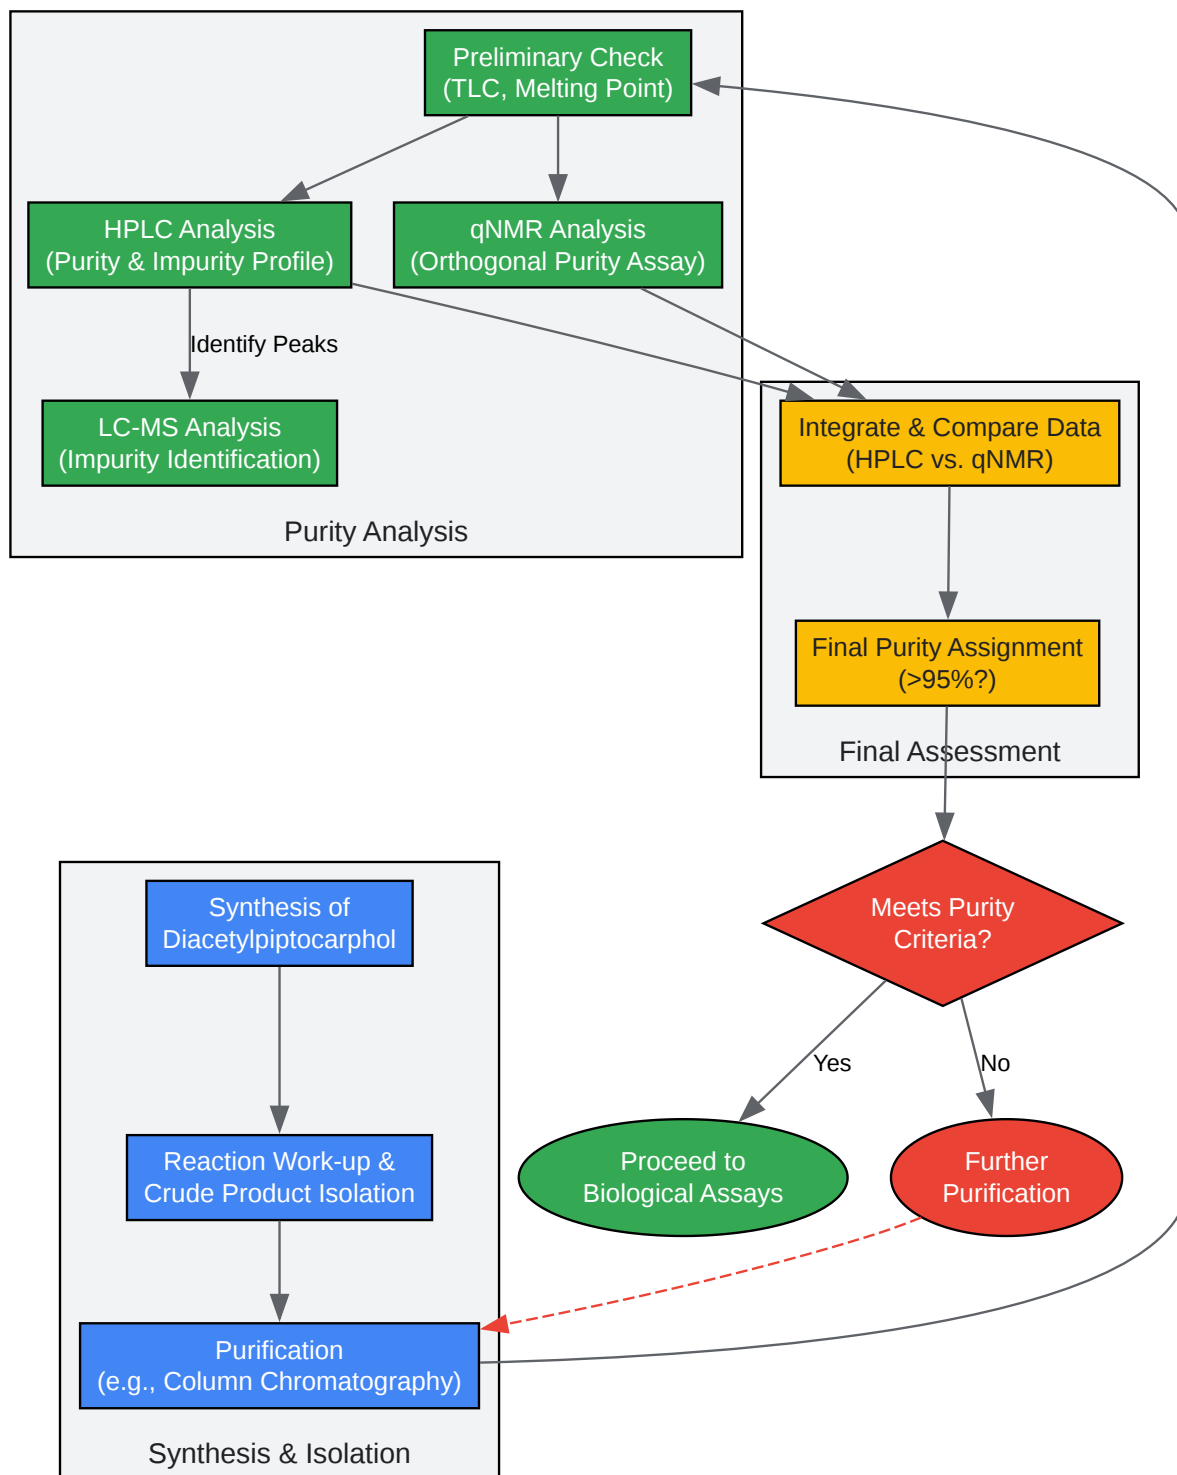 Preliminary Check
(TLC, Melting Point)
HPLC Analysis
(Purity & Impurity Profile)
qNMR Analysis
(Orthogonal Purity Assay)
Identify Peaks
LC-MS Analysis
(Impurity Identification)
Purity Analysis
Integrate & Compare Data
(HPLC vs. qNMR)
Final Purity Assignment
(>95%?)
Final Assessment
Meets Purity
Criteria?
Yes
No
Proceed to
Biological Assays
Further
Purification
Synthesis of
Diacetylpiptocarphol
Reaction Work-up &
Crude Product Isolation
Purification
(e.g., Column Chromatography)
Synthesis & Isolation